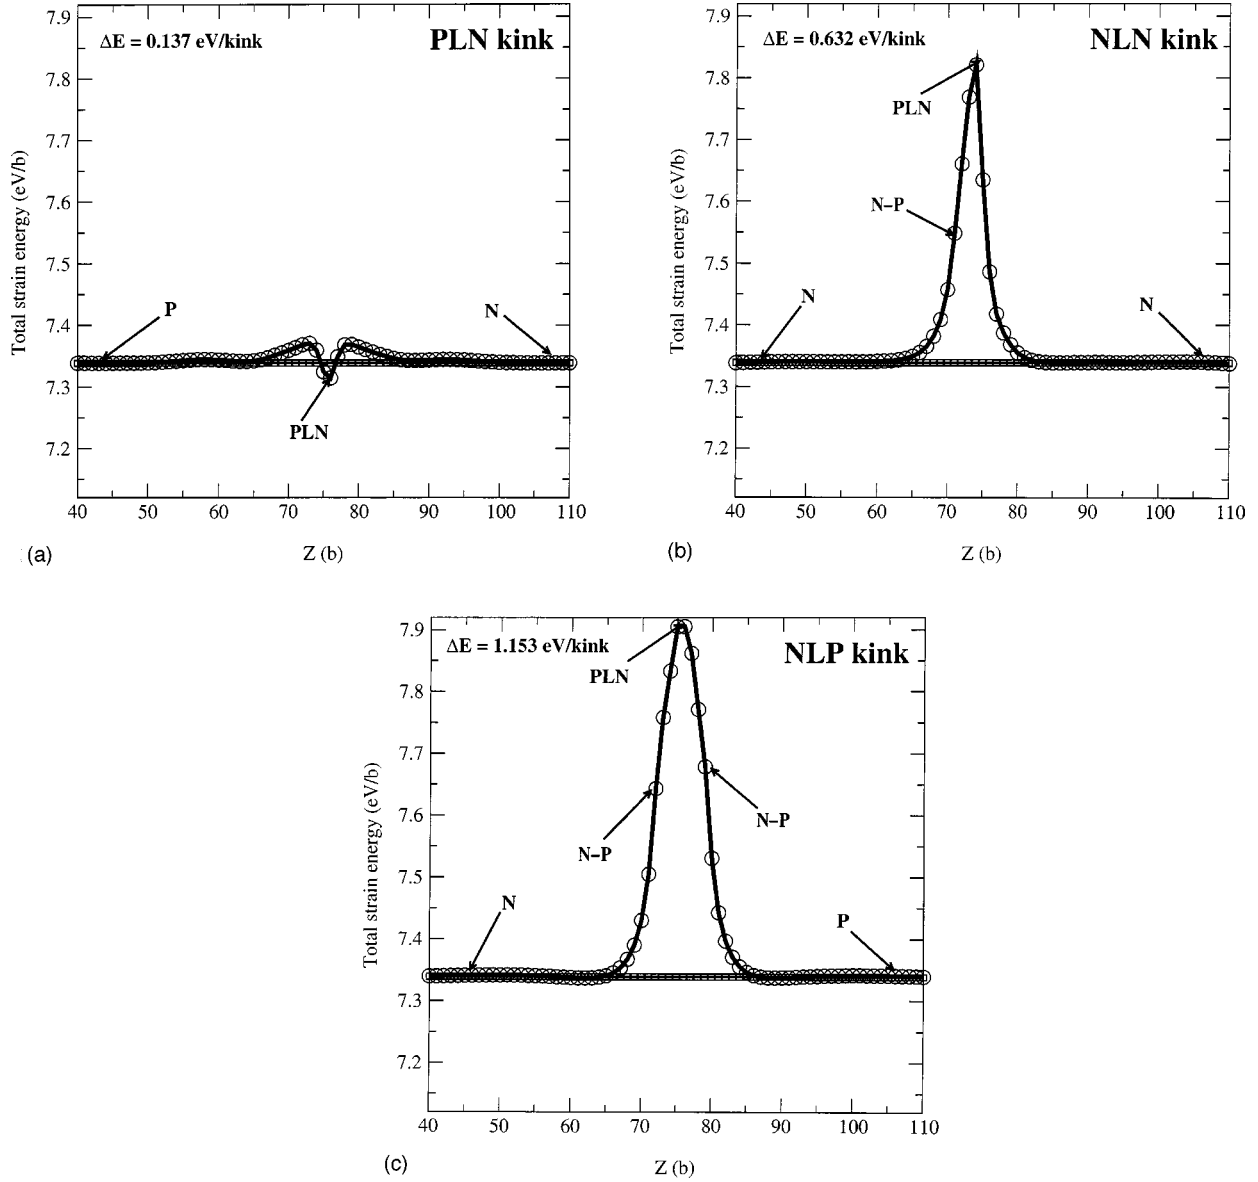 ΔE = 0.137 eV/kink
PLN kink
Total strain energy (eV/b)
7.9
7.8
7.7
7.6
7.5
7.4
7.3
7.2
P
N
PLN
40 50 60 70 80 90 100 110
(a)
Z (b)
ΔE = 0.632 eV/kink
NLN kink
Total strain energy (eV/b)
7.9
7.8
7.7
7.6
7.5
7.4
7.3
7.2
PLN
N–P
N
N
40 50 60 70 80 90 100 110
(b)
Z (b)
ΔE = 1.153 eV/kink
NLP kink
Total strain energy (eV/b)
7.9
7.8
7.7
7.6
7.5
7.4
7.3
7.2
PLN
N–P
N–P
N
P
40 50 60 70 80 90 100 110
(c)
Z (b)